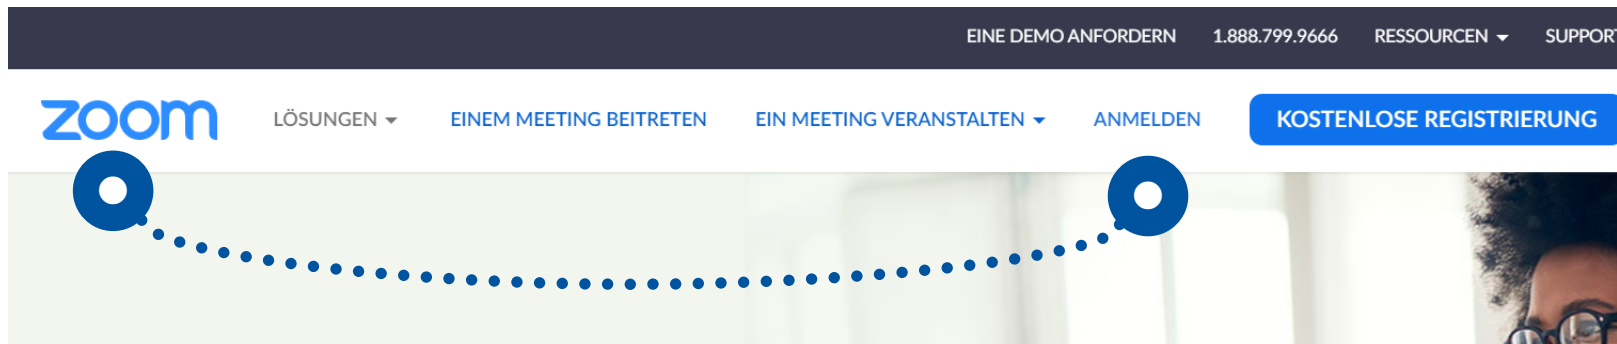 EINE DEMO ANFORDERN 1.888.799.9666 RESSOURCEN SUPPORT
zoom LÖSUNGEN EINEM MEETING BEITRETEN EIN MEETING VERANSTALTEN ANMELDEN KOSTENLOSE REGISTRIERUNG